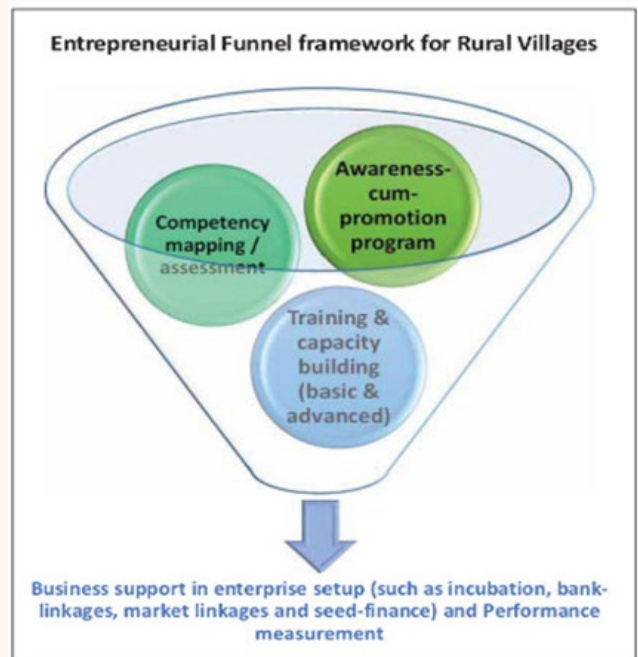 Entrepreneurial Funnel framework for Rural Villages
Awareness-
cum-
promotion
program
Competency
mapping /
assessment
Training &
capacity
building
(basic &
advanced)
Business support in enterprise setup (such as incubation, bank-
linkages, market linkages and seed-finance) and Performance
measurement